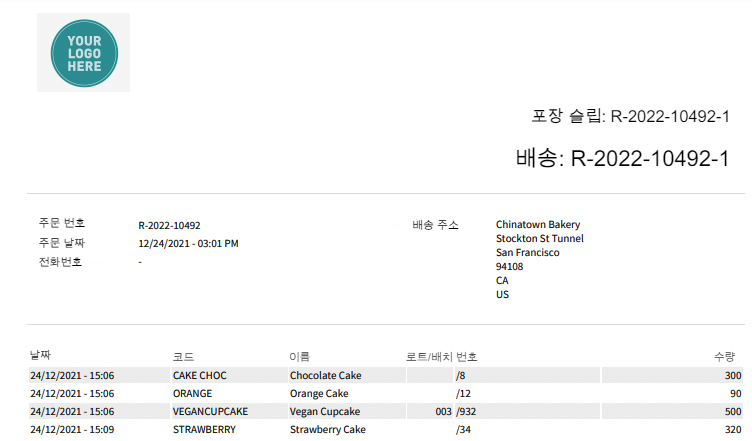 YOUR
LOGO
HERE
포장 슬립: R-2022-10492-1
배송: R-2022-10492-1
주문 번호 R-2022-10492
주문 날짜 12/24/2021 - 03:01 PM
전화번호 -
배송 주소 Chinatown Bakery
Stockton St Tunnel
San Francisco
94108
CA
US
날짜 코드 이름 로트/배치 번호 수량
24/12/2021 - 15:06 CAKE CHOC Chocolate Cake /8 300
24/12/2021 - 15:06 ORANGE Orange Cake /12 90
24/12/2021 - 15:06 VEGANCUPCAKE Vegan Cupcake 003 /932 500
24/12/2021 - 15:09 STRAWBERRY Strawberry Cake /34 320